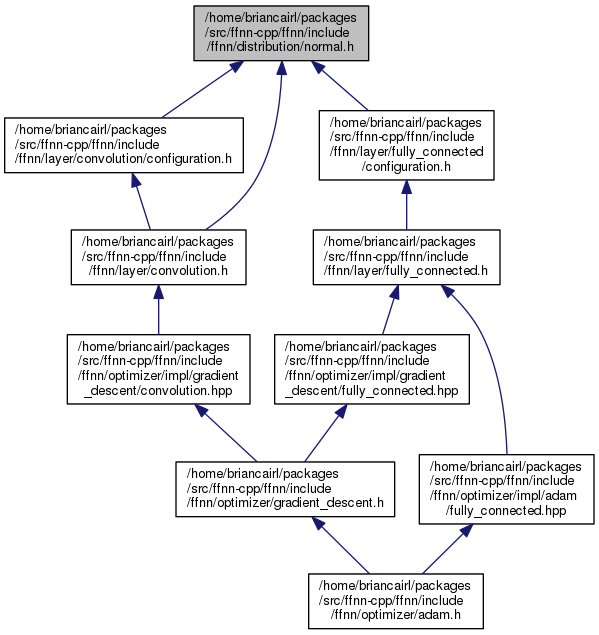 /home/briancairl/packages
/src/ffnn-cpp/ffnn/include
/ffnn/distribution/normal.h
/home/briancairl/packages
/src/ffnn-cpp/ffnn/include
/ffnn/layer/convolution/configuration.h
/home/briancairl/packages
/src/ffnn-cpp/ffnn/include
/ffnn/layer/fully_connected
/configuration.h
/home/briancairl/packages
/src/ffnn-cpp/ffnn/include
/ffnn/layer/convolution.h
/home/briancairl/packages
/src/ffnn-cpp/ffnn/include
/ffnn/layer/fully_connected.h
/home/briancairl/packages
/src/ffnn-cpp/ffnn/include
/ffnn/optimizer/impl/gradient
_descent/convolution.hpp
/home/briancairl/packages
/src/ffnn-cpp/ffnn/include
/ffnn/optimizer/impl/gradient
_descent/fully_connected.hpp
/home/briancairl/packages
/src/ffnn-cpp/ffnn/include
/ffnn/optimizer/gradient_descent.h
/home/briancairl/packages
/src/ffnn-cpp/ffnn/include
/ffnn/optimizer/impl/adam
/fully_connected.hpp
/home/briancairl/packages
/src/ffnn-cpp/ffnn/include
/ffnn/optimizer/adam.h